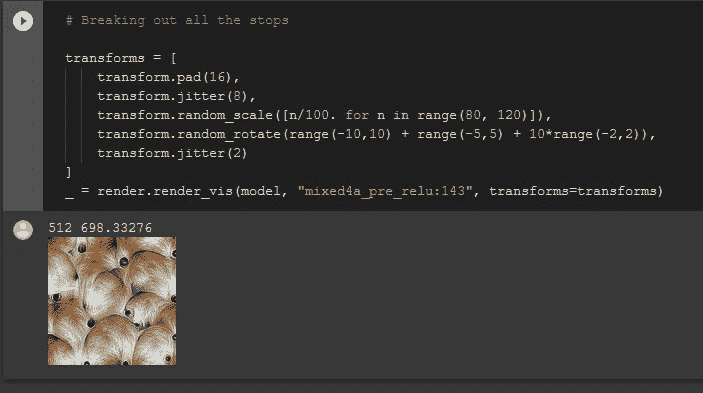 # Breaking out all the stops
transforms = [
transform.pad(16),
transform.jitter(8),
transform.random_scale([n/100. for n in range(80, 120)]),
transform.random_rotate(range(-10,10) + range(-5,5) + 10*range(-2,2)),
transform.jitter(2)
]
_ = render.render_vis(model, "mixed4a_pre_relu:143", transforms=transforms)
512 698.33276